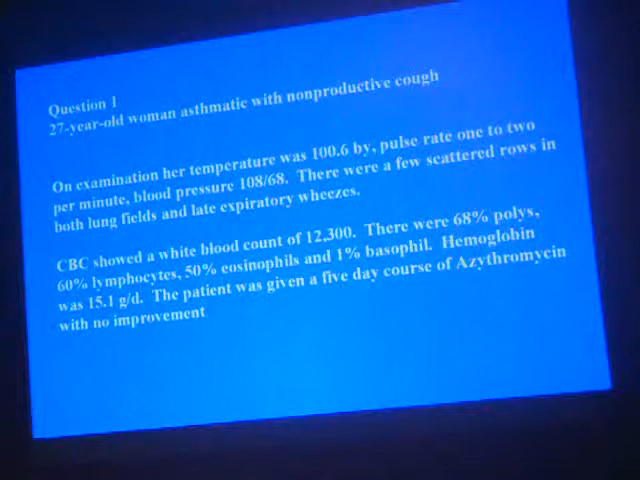 Question 1
27-year-old woman asthmatic with nonproductive cough
On examination her temperature was 100.6 by, pulse rate one to two
per minute, blood pressure 108/68. There were a few scattered rows in
both lung fields and late expiratory wheezes.
CBC showed a white blood count of 12,300. There were 68% polys,
60% lymphocytes, 50% eosinophils and 1% basophil. Hemoglobin
was 15.1 g/d. The patient was given a five day course of Azythromycin
with no improvement